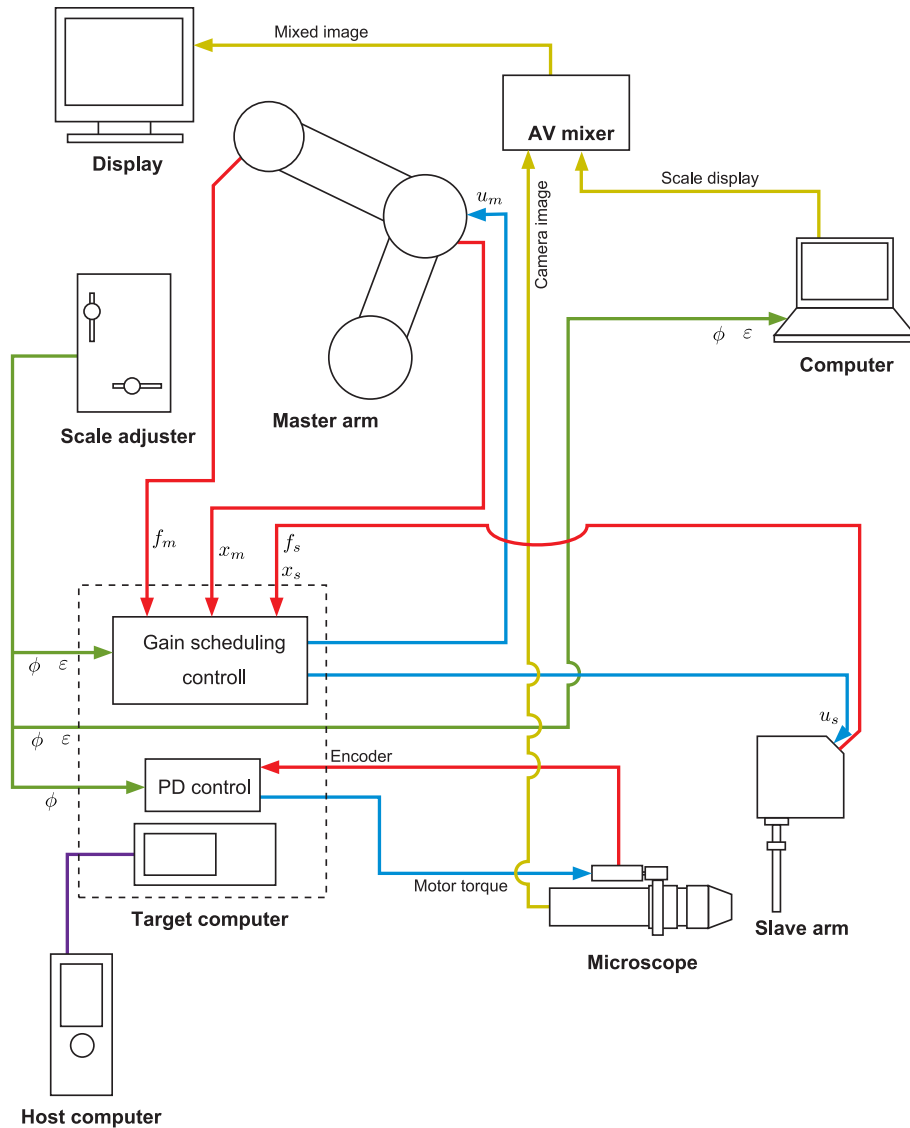 Mixed image
AV mixer
Display
Scale display
u_m
Camera image
ϕ ε
Computer
Master arm
Scale adjuster
f_m
x_m
f_s
x_s
Gain scheduling
controll
ϕ ε
u_s
ϕ ε
Encoder
PD control
ϕ
Motor torque
Target computer
Slave arm
Microscope
Host computer